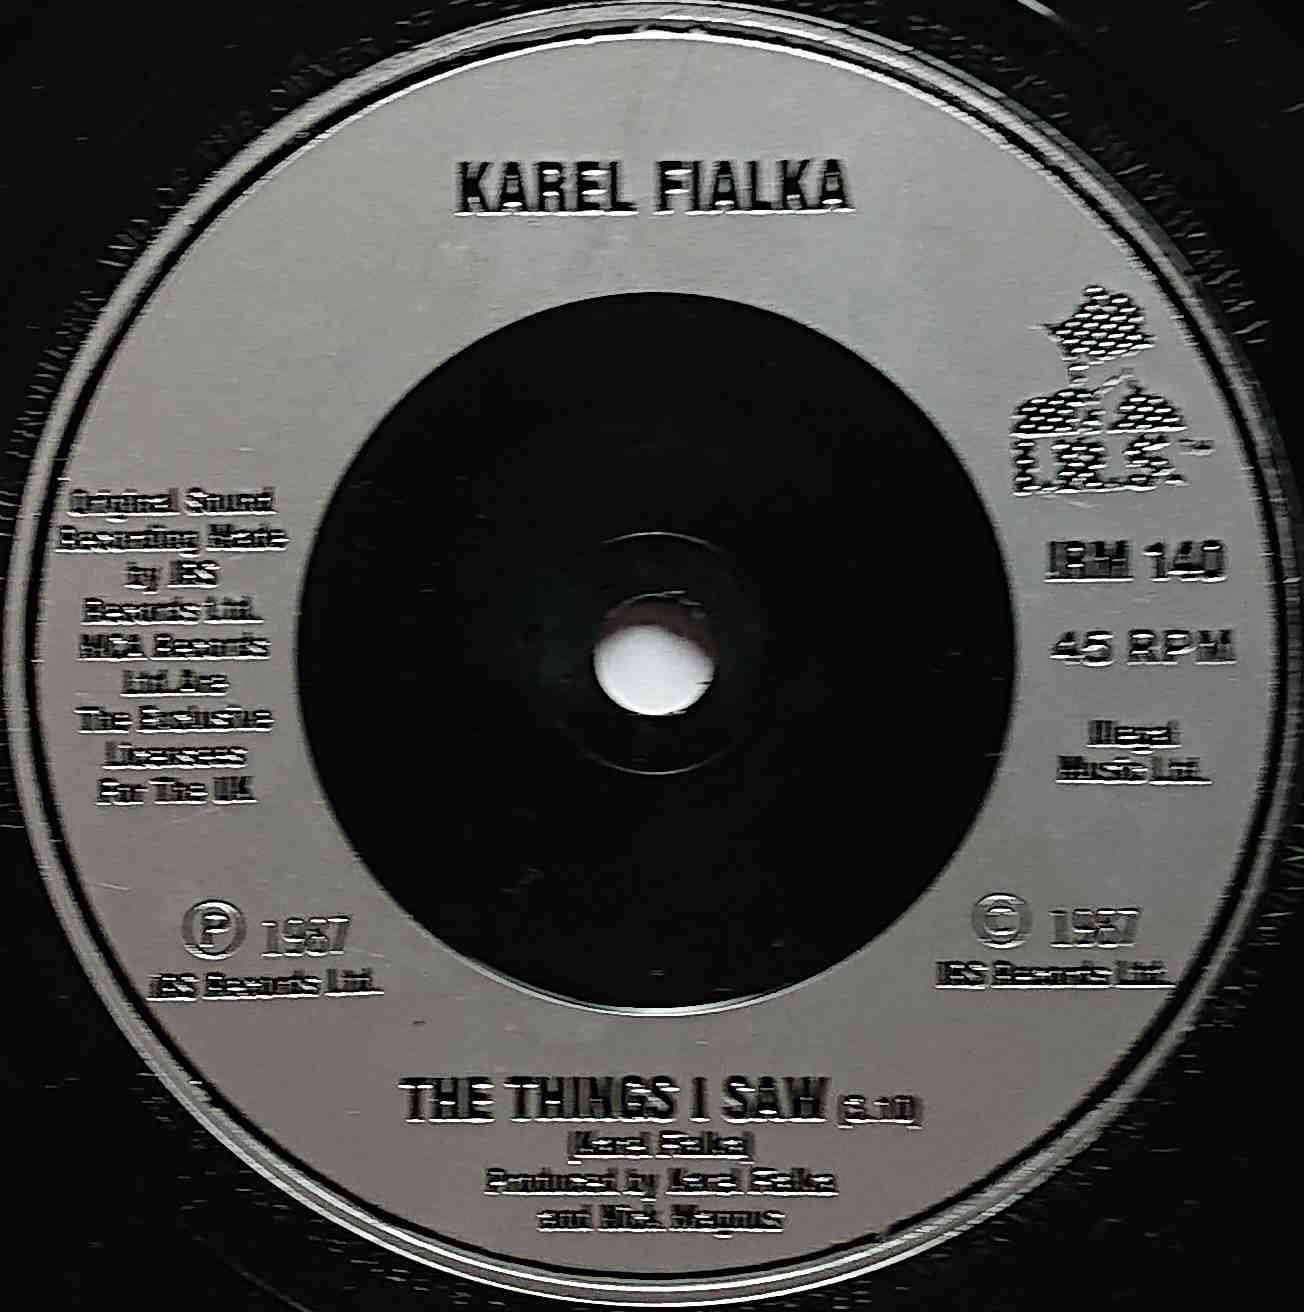 KAREL FIALKA
I.R.S.™
Original Sound
Recording Made
by IRS
Records Ltd.
MCA Records
Ltd. Are
The Exclusive
Licensees
For The UK
IRM 140
45 RPM
Illegal
Music Ltd.
Ⓟ 1987
IRS Records Ltd.
© 1987
IRS Records Ltd.
THE THINGS I SAW
(Karel Fialka)
Produced by Karel Fialka
and Nick Magnus